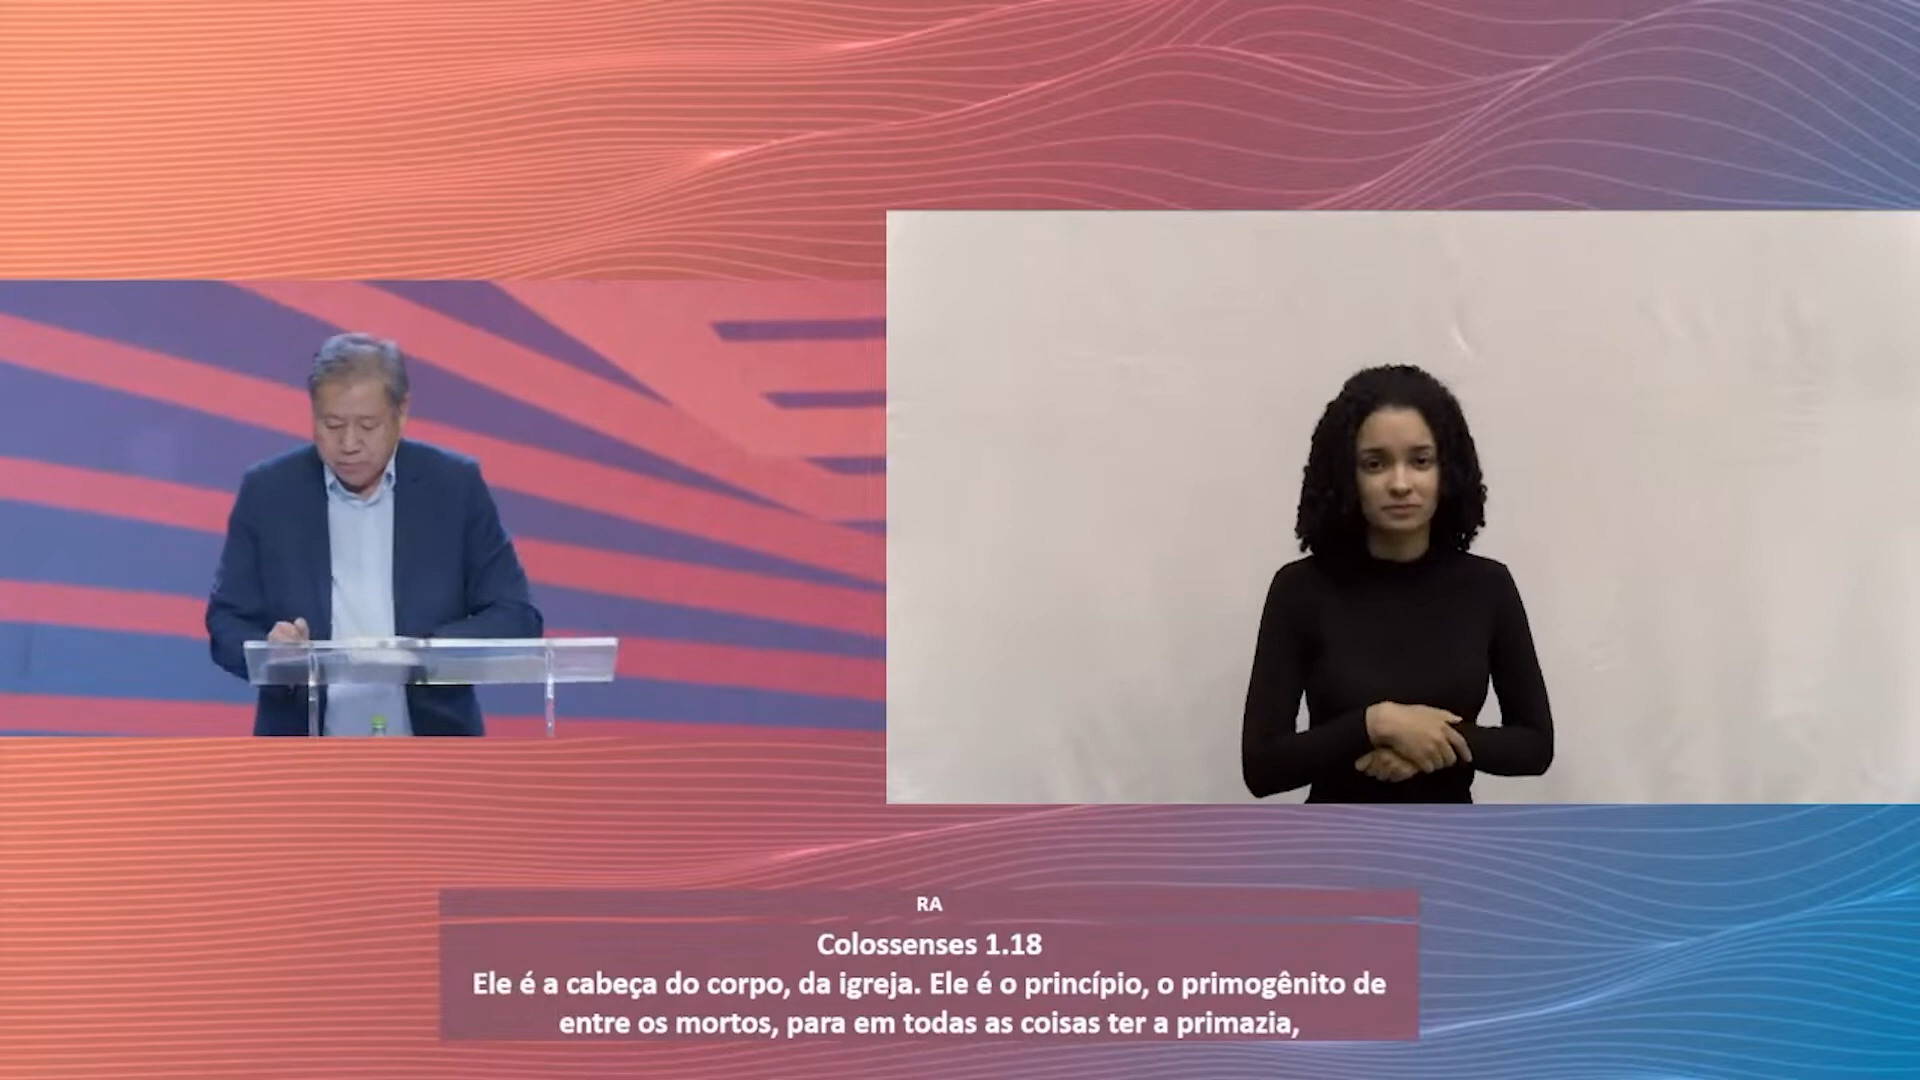 RA
Colossenses 1.18
Ele é a cabeça do corpo, da igreja. Ele é o princípio, o primogênito de
entre os mortos, para em todas as coisas ter a primazia,